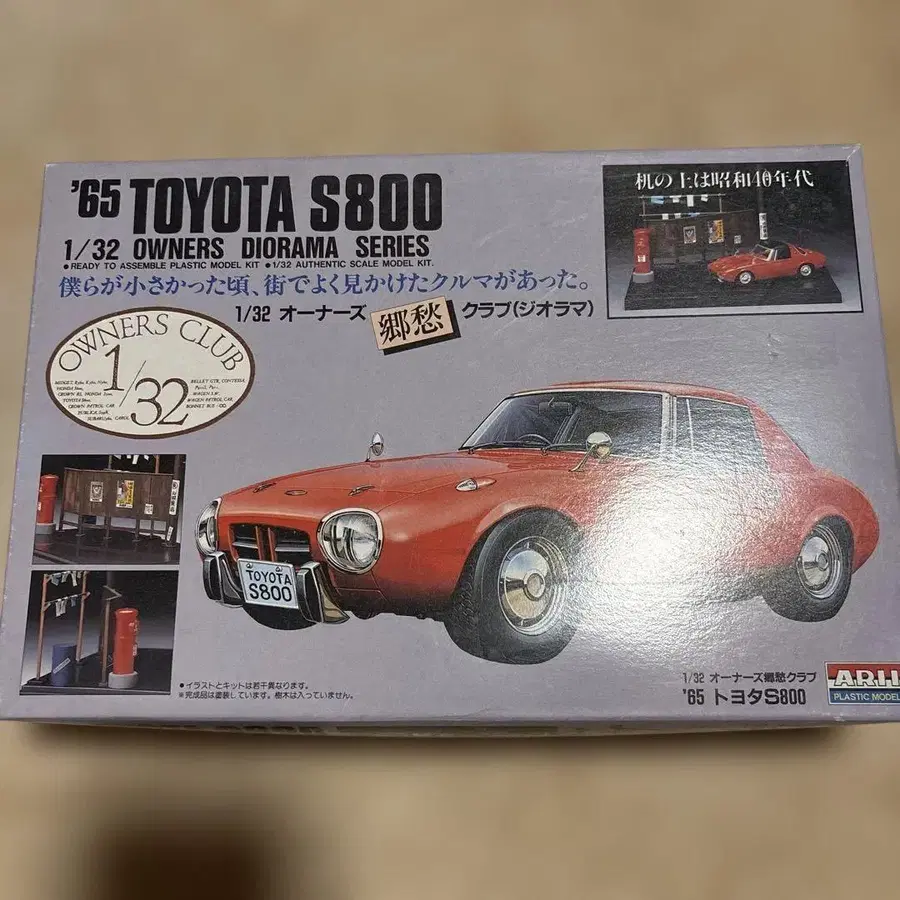 '65 TOYOTA S800
1/32 OWNERS DIORAMA SERIES
●READY TO ASSEMBLE PLASTIC MODEL KIT ●1/32 AUTHENTIC SCALE MODEL KIT.
僕らが小さかった頃、街でよく見かけたクルマがあった。
1/32 オーナーズ 郷愁 クラブ(ジオラマ)
机の上は昭和40年代
OWNERS CLUB
1/32
TOYOTA
S800
●イラストとキットは若干異なります。
※完成品は塗装しています。樹木は入っていません。
1/32 オーナーズ郷愁クラブ
'65 トヨタS800
PLASTIC MODEL